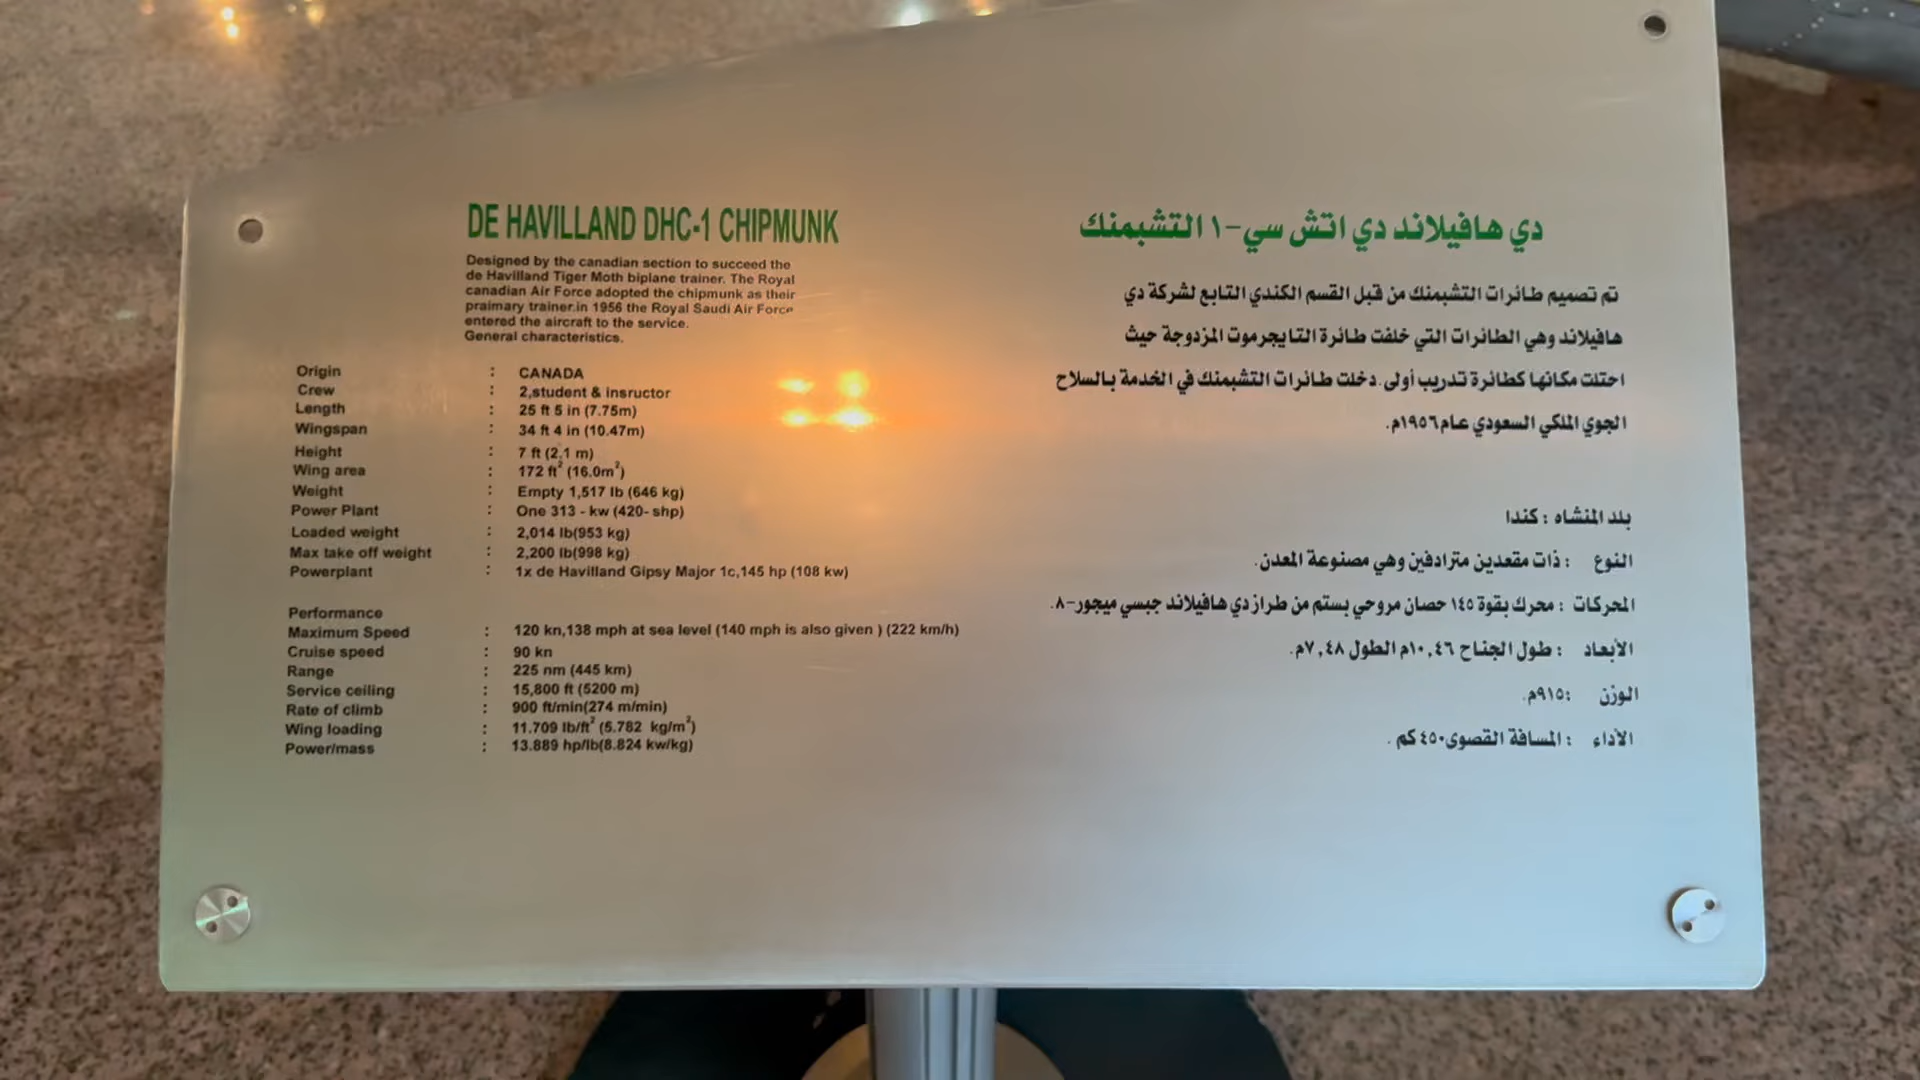 DE HAVILLAND DHC-1 CHIPMUNK
Designed by the canadian section to succeed the
de Havilland Tiger Moth biplane trainer. The Royal
canadian Air Force adopted the chipmunk as their
praimary trainer.in 1956 the Royal Saudi Air Force
entered the aircraft to the service.
General characteristics.
Origin : CANADA
Crew : 2,student & insructor
Length : 25 ft 5 in (7.75m)
Wingspan : 34 ft 4 in (10.47m)
Height : 7 ft (2.1 m)
Wing area : 172 ft² (16.0m²)
Weight : Empty 1,517 lb (646 kg)
Power Plant : One 313 - kw (420- shp)
Loaded weight : 2,014 lb(953 kg)
Max take off weight : 2,200 lb(998 kg)
Powerplant : 1x de Havilland Gipsy Major 1c,145 hp (108 kw)
Performance
Maximum Speed : 120 kn,138 mph at sea level (140 mph is also given ) (222 km/h)
Cruise speed : 90 kn
Range : 225 nm (445 km)
Service ceiling : 15,800 ft (5200 m)
Rate of climb : 900 ft/min(274 m/min)
Wing loading : 11.709 lb/ft² (5.782 kg/m²)
Power/mass : 13.889 hp/lb(8.824 kw/kg)
دي هافيلاند دي اتش سي-١ التشبمنك
تم تصميم طائرات التشبمنك من قبل القسم الكندي التابع لشركة دي
هافيلاند وهي الطائرات التي خلفت طائرة التايجرموت المزدوجة حيث
احتلت مكانها كطائرة تدريب أولى.دخلت طائرات التشبمنك في الخدمة بالسلاح
الجوي الملكي السعودي عام١٩٥٦م.
بلد المنشاه : كندا
النوع : ذات مقعدين مترادفين وهي مصنوعة المعدن.
المحركات : محرك بقوة ١٤٥ حصان مروحي بستم من طراز دي هافيلاند جبسي ميجور-٨.
الأبعاد : طول الجناح ١٠,٤٦م الطول ٧,٤٨م.
الوزن :٩١٥م.
الأداء : المسافة القصوى٤٥٠كم .